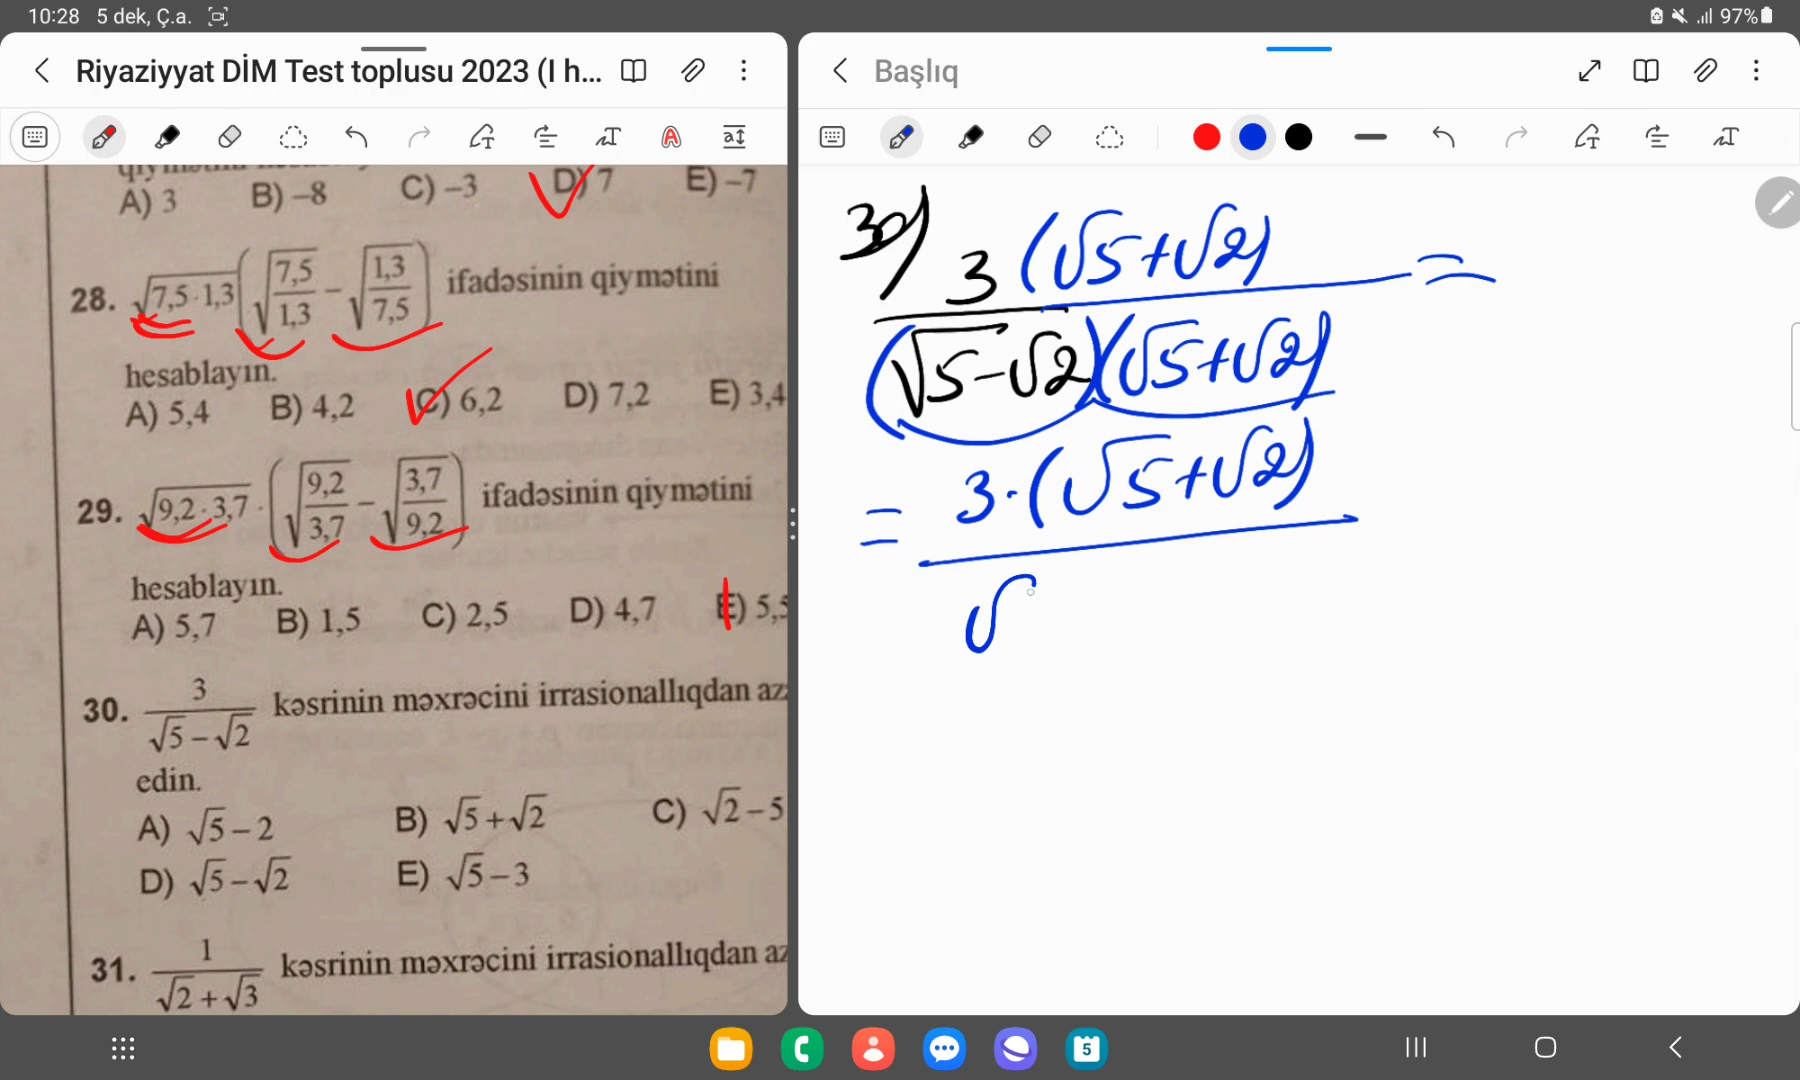 10:28 5 dek, Ç.a. 97%
Riyaziyyat DİM Test toplusu 2023 (I h...
A) 3 B) –8 C) –3 D) 7 E) –7
28. √(7,5 · 1,3) (√(7,5/1,3) – √(1,3/7,5)) ifadəsinin qiymətini
hesablayın.
A) 5,4 B) 4,2 C) 6,2 D) 7,2 E) 3,4
29. √(9,2 · 3,7) · (√(9,2/3,7) – √(3,7/9,2)) ifadəsinin qiymətini
hesablayın.
A) 5,7 B) 1,5 C) 2,5 D) 4,7 E) 5,5
30. 3/(√5 – √2) kəsrinin məxrəcini irrasionallıqdan az
edin.
A) √5 – 2 B) √5 + √2 C) √2 – 5
D) √5 – √2 E) √5 – 3
31. 1/(√2 + √3) kəsrinin məxrəcini irrasionallıqdan az
Başlıq
30) 3 (√5 + √2) =
(√5 – √2)(√5 + √2)
= 3 · (√5 + √2)
√
5